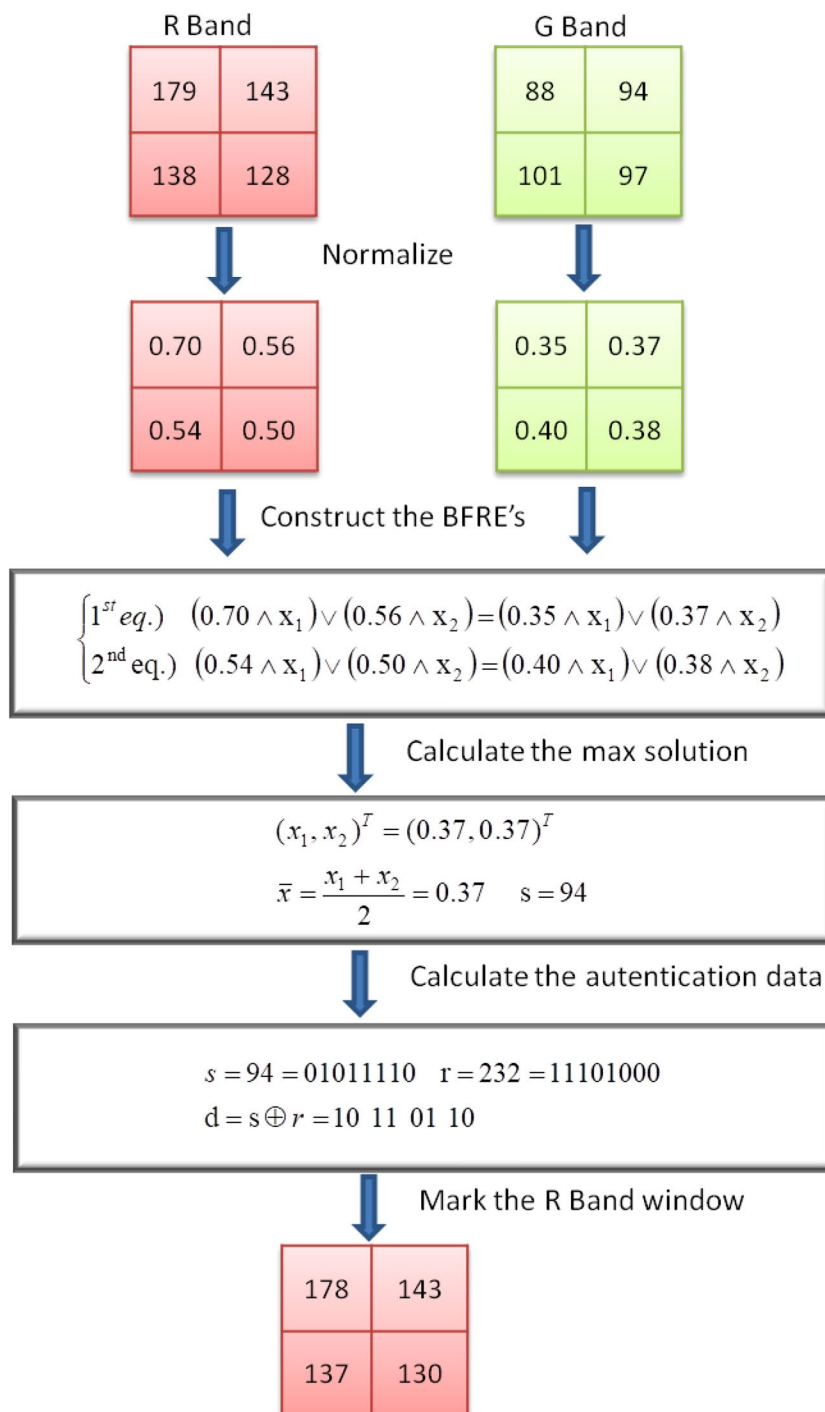 R Band G Band
179 143 88 94
138 128 101 97
Normalize
0.70 0.56 0.35 0.37
0.54 0.50 0.40 0.38
Construct the BFRE's
{1st eq.) (0.70 ∧ x₁) ∨ (0.56 ∧ x₂) = (0.35 ∧ x₁) ∨ (0.37 ∧ x₂)
2nd eq.) (0.54 ∧ x₁) ∨ (0.50 ∧ x₂) = (0.40 ∧ x₁) ∨ (0.38 ∧ x₂)
Calculate the max solution
(x₁, x₂)ᵀ = (0.37, 0.37)ᵀ
x̄ = (x₁ + x₂)/2 = 0.37 s = 94
Calculate the autentication data
s = 94 = 01011110 r = 232 = 11101000
d = s ⊕ r = 10 11 01 10
Mark the R Band window
178 143
137 130